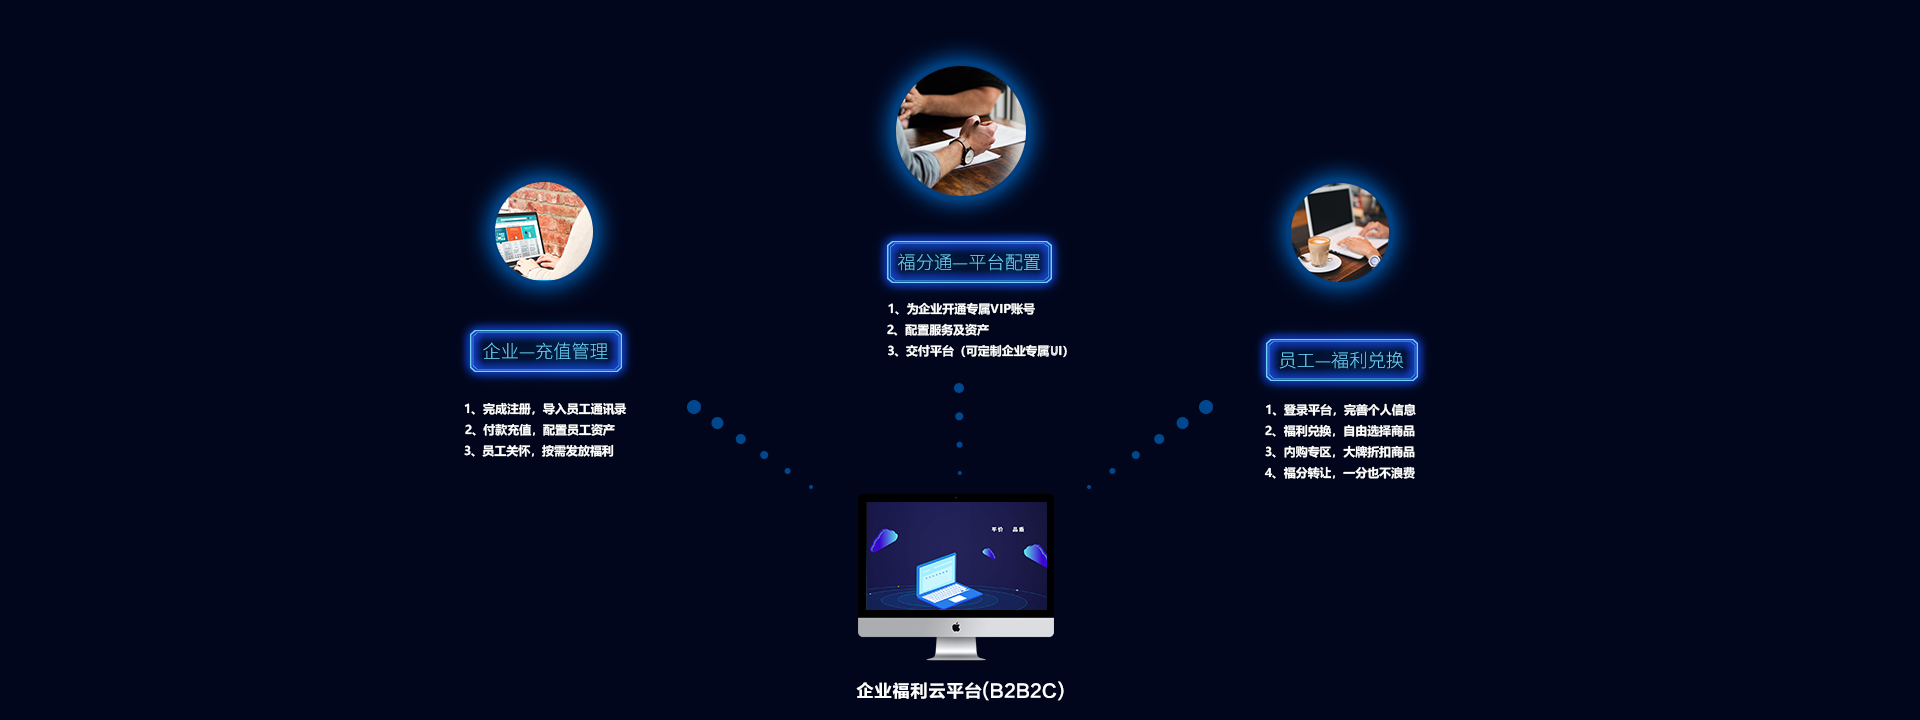 福分通—平台配置
1、为企业开通专属VIP账号
2、配置服务及资产
3、交付平台（可定制企业专属UI）
企业—充值管理
1、完成注册，导入员工通讯录
2、付款充值，配置员工资产
3、员工关怀，按需发放福利
员工—福利兑换
1、登录平台，完善个人信息
2、福利兑换，自由选择商品
3、内购专区，大牌折扣商品
4、福分转让，一分也不浪费
平价 品质
企业福利云平台(B2B2C)